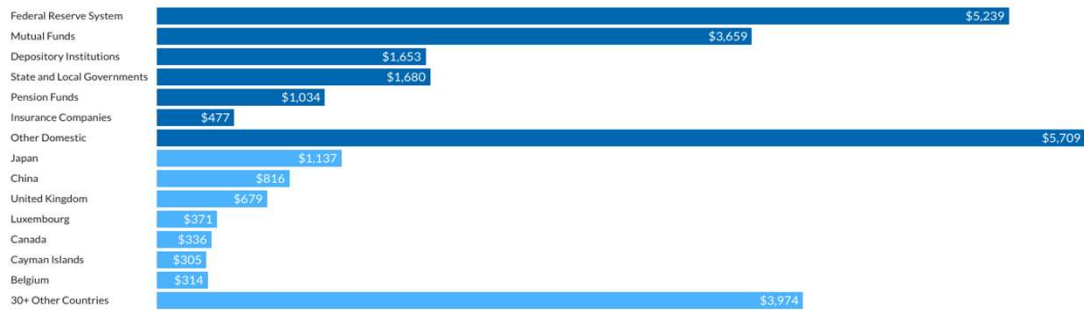 Federal Reserve System $5,239
Mutual Funds $3,659
Depository Institutions $1,653
State and Local Governments $1,680
Pension Funds $1,034
Insurance Companies $477
Other Domestic $5,709
Japan $1,137
China $816
United Kingdom $679
Luxembourg $371
Canada $336
Cayman Islands $305
Belgium $314
30+ Other Countries $3,974